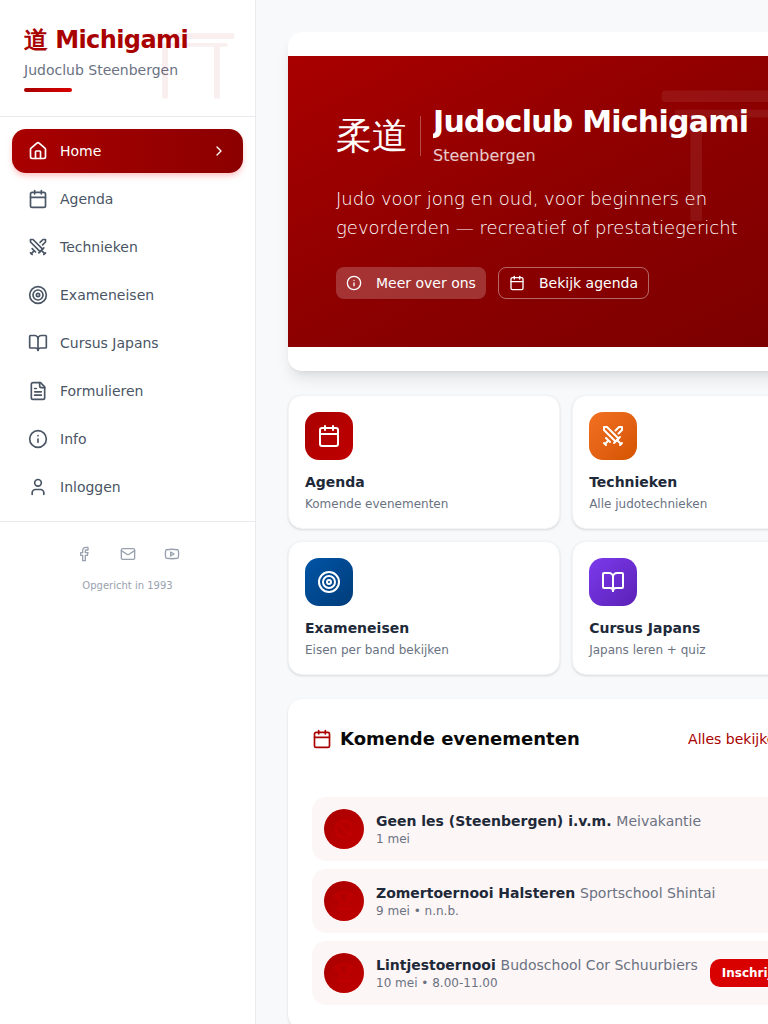 道 Michigami
Judoclub Steenbergen
Home
Agenda
Technieken
Exameneisen
Cursus Japans
Formulieren
Info
Inloggen
Opgericht in 1993
柔道
Judoclub Michigami
Steenbergen
Judo voor jong en oud, voor beginners en
gevorderden — recreatief of prestatiegericht
Meer over ons
Bekijk agenda
Agenda
Komende evenementen
Technieken
Alle judotechnieken
Exameneisen
Eisen per band bekijken
Cursus Japans
Japans leren + quiz
Komende evenementen
Alles
Geen les (Steenbergen) i.v.m. Meivakantie
1 mei
Zomertoernooi Halsteren Sportschool Shintai
9 mei • n.n.b.
Lintjestoernooi Budoschool Cor Schuurbiers
10 mei • 8.00-11.00